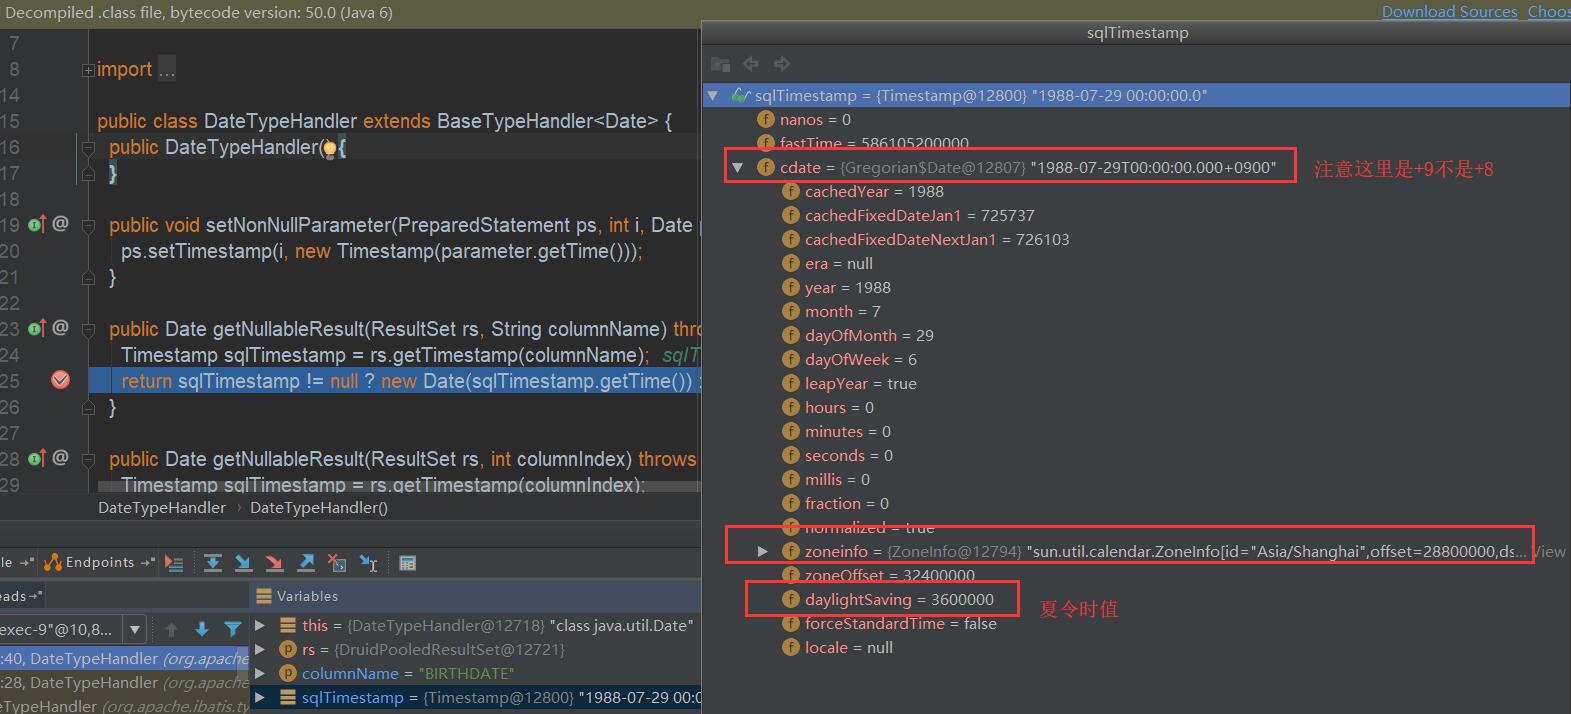 Decompiled .class file, bytecode version: 50.0 (Java 6)
Download Sources Choos
7
8 import ...
14
15 public class DateTypeHandler extends BaseTypeHandler<Date> {
16 public DateTypeHandler() {
17 }
18
19 @ public void setNonNullParameter(PreparedStatement ps, int i, Date p
20 ps.setTimestamp(i, new Timestamp(parameter.getTime()));
21 }
22
23 @ public Date getNullableResult(ResultSet rs, String columnName) thro
24 Timestamp sqlTimestamp = rs.getTimestamp(columnName); sqlT
25 return sqlTimestamp != null ? new Date(sqlTimestamp.getTime()) :
26 }
27
28 @ public Date getNullableResult(ResultSet rs, int columnIndex) throws
29 Timestamp sqlTimestamp = rs.getTimestamp(columnIndex);
DateTypeHandler › DateTypeHandler()
le
Endpoints
eads
Variables
exec-9"@10,8...
:40, DateTypeHandler (org.apache
:28, DateTypeHandler (org.apache
teTypeHandler (org.apache.ibatis.ty
this = {DateTypeHandler@12718} "class java.util.Date"
rs = {DruidPooledResultSet@12721}
columnName = "BIRTHDATE"
sqlTimestamp = {Timestamp@12800} "1988-07-29 00:0
sqlTimestamp
sqlTimestamp = {Timestamp@12800} "1988-07-29 00:00:00.0"
nanos = 0
fastTime = 586105200000
cdate = {Gregorian$Date@12807} "1988-07-29T00:00:00.000+0900"
注意这里是+9不是+8
cachedYear = 1988
cachedFixedDateJan1 = 725737
cachedFixedDateNextJan1 = 726103
era = null
year = 1988
month = 7
dayOfMonth = 29
dayOfWeek = 6
leapYear = true
hours = 0
minutes = 0
seconds = 0
millis = 0
fraction = 0
normalized = true
zoneinfo = {ZoneInfo@12794} "sun.util.calendar.ZoneInfo[id="Asia/Shanghai",offset=28800000,ds... View
zoneOffset = 32400000
daylightSaving = 3600000
夏令时值
forceStandardTime = false
locale = null